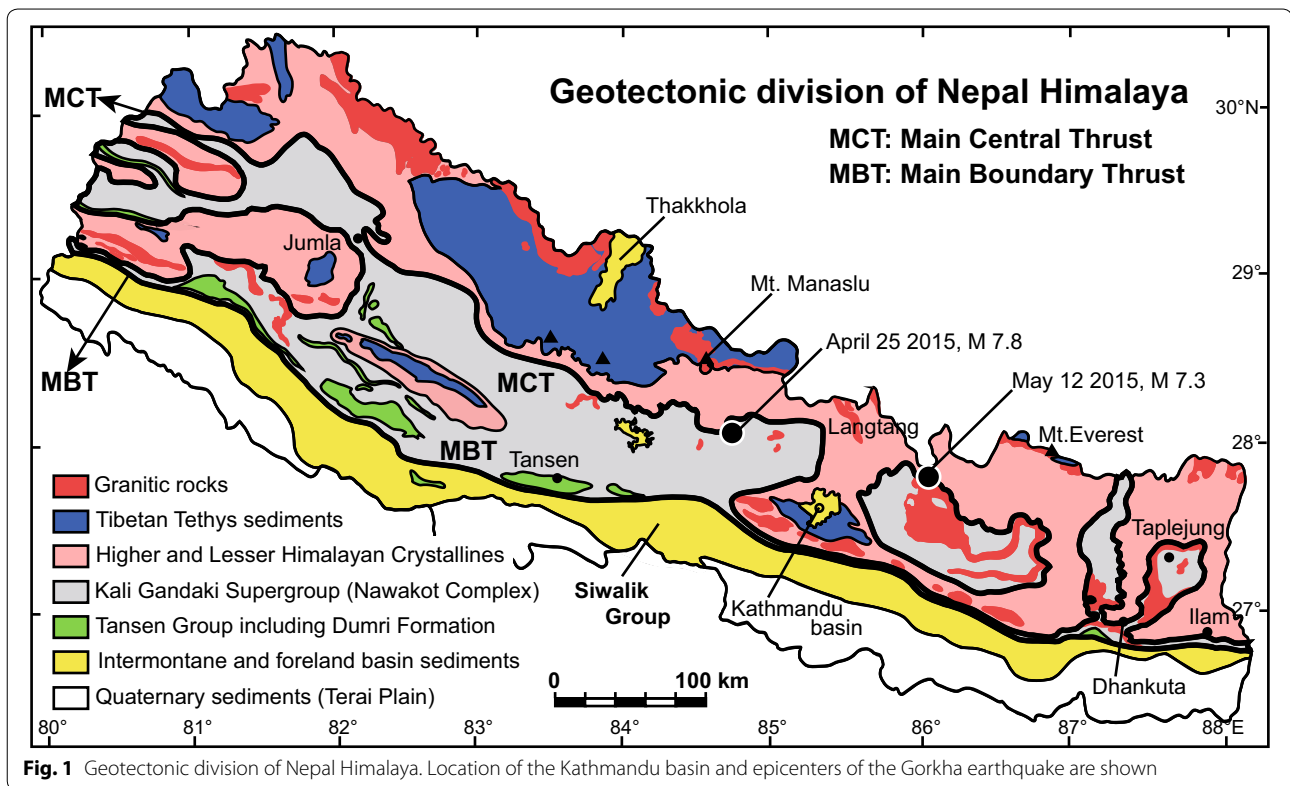 Geotectonic division of Nepal Himalaya
MCT: Main Central Thrust
MBT: Main Boundary Thrust
MCT
30°N
Thakkhola
Jumla
29°
Mt. Manaslu
April 25 2015, M 7.8
MBT
MCT
May 12 2015, M 7.3
Langtang
Mt.Everest
28°
MBT
Tansen
Granitic rocks
Tibetan Tethys sediments
Higher and Lesser Himalayan Crystallines
Kali Gandaki Supergroup (Nawakot Complex)
Tansen Group including Dumri Formation
Intermontane and foreland basin sediments
Quaternary sediments (Terai Plain)
Taplejung
Siwalik
Group
Kathmandu
basin
Ilam
27°
Dhankuta
0 100 km
80° 81° 82° 83° 84° 85° 86° 87° 88°E
Fig. 1 Geotectonic division of Nepal Himalaya. Location of the Kathmandu basin and epicenters of the Gorkha earthquake are shown